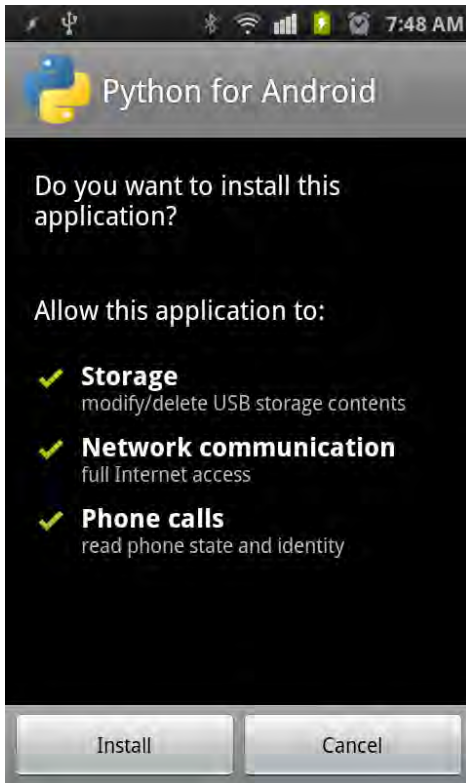 7:48 AM
Python for Android
Do you want to install this
application?
Allow this application to:
Storage
modify/delete USB storage contents
Network communication
full Internet access
Phone calls
read phone state and identity
Install Cancel